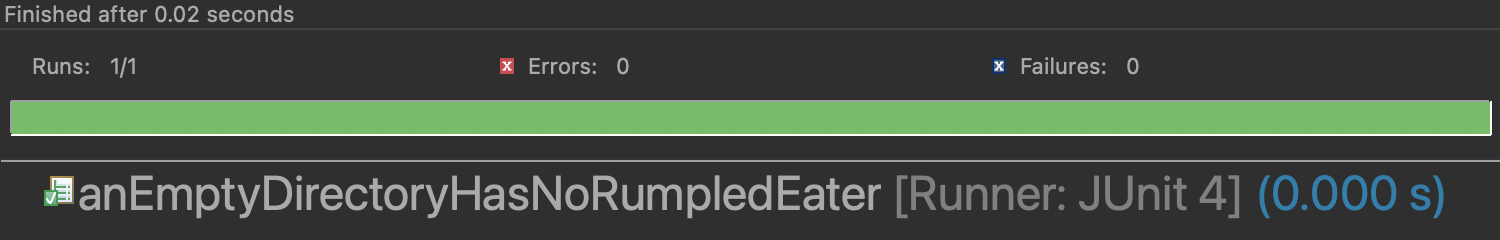 Finished after 0.02 seconds
Runs: 1/1 Errors: 0 Failures: 0
anEmptyDirectoryHasNoRumpledEater [Runner: JUnit 4] (0.000 s)